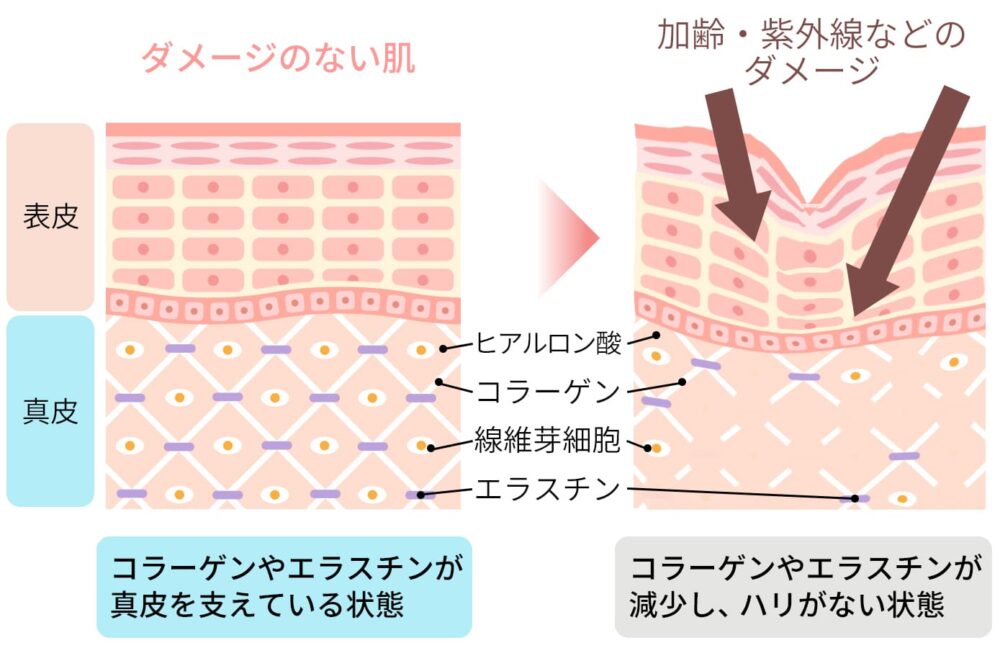 ダメージのない肌
加齢・紫外線などの
ダメージ
表皮
真皮
ヒアルロン酸
コラーゲン
線維芽細胞
エラスチン
コラーゲンやエラスチンが
真皮を支えている状態
コラーゲンやエラスチンが
減少し、ハリがない状態